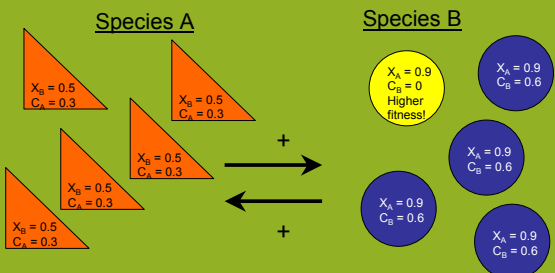 Species A
X_B = 0.5
C_A = 0.3
X_B = 0.5
C_A = 0.3
X_B = 0.5
C_A = 0.3
X_B = 0.5
C_A = 0.3
X_B = 0.5
C_A = 0.3
+
+
Species B
X_A = 0.9
C_B = 0
Higher
fitness!
X_A = 0.9
C_B = 0.6
X_A = 0.9
C_B = 0.6
X_A = 0.9
C_B = 0.6
X_A = 0.9
C_B = 0.6